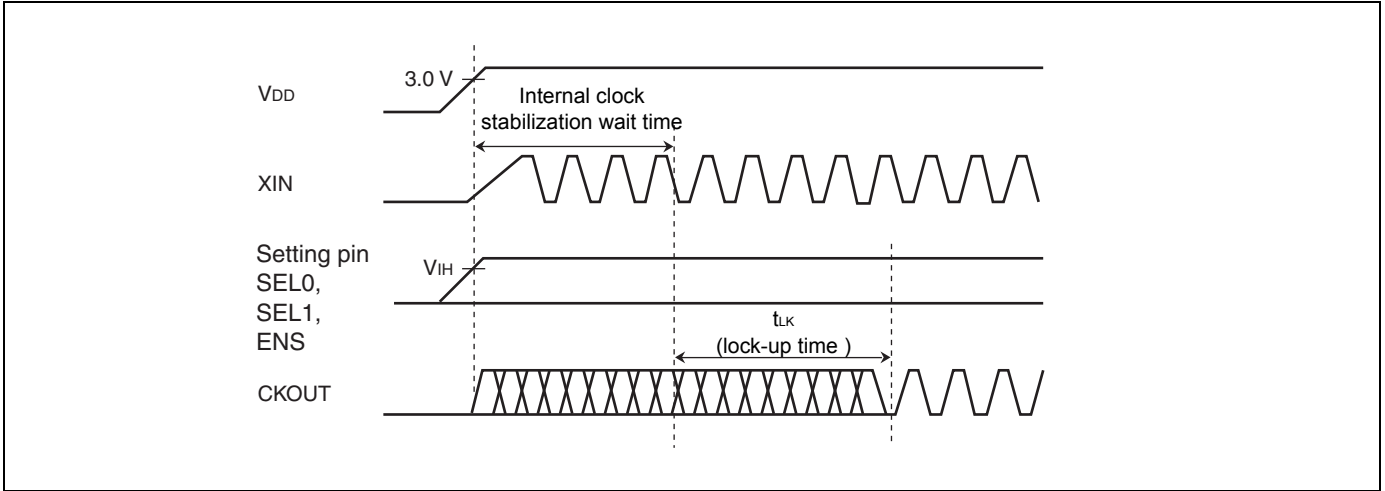 3.0 V
VDD
Internal clock
stabilization wait time
XIN
Setting pin
SEL0,
SEL1,
ENS
VIH
tLK
(lock-up time )
CKOUT